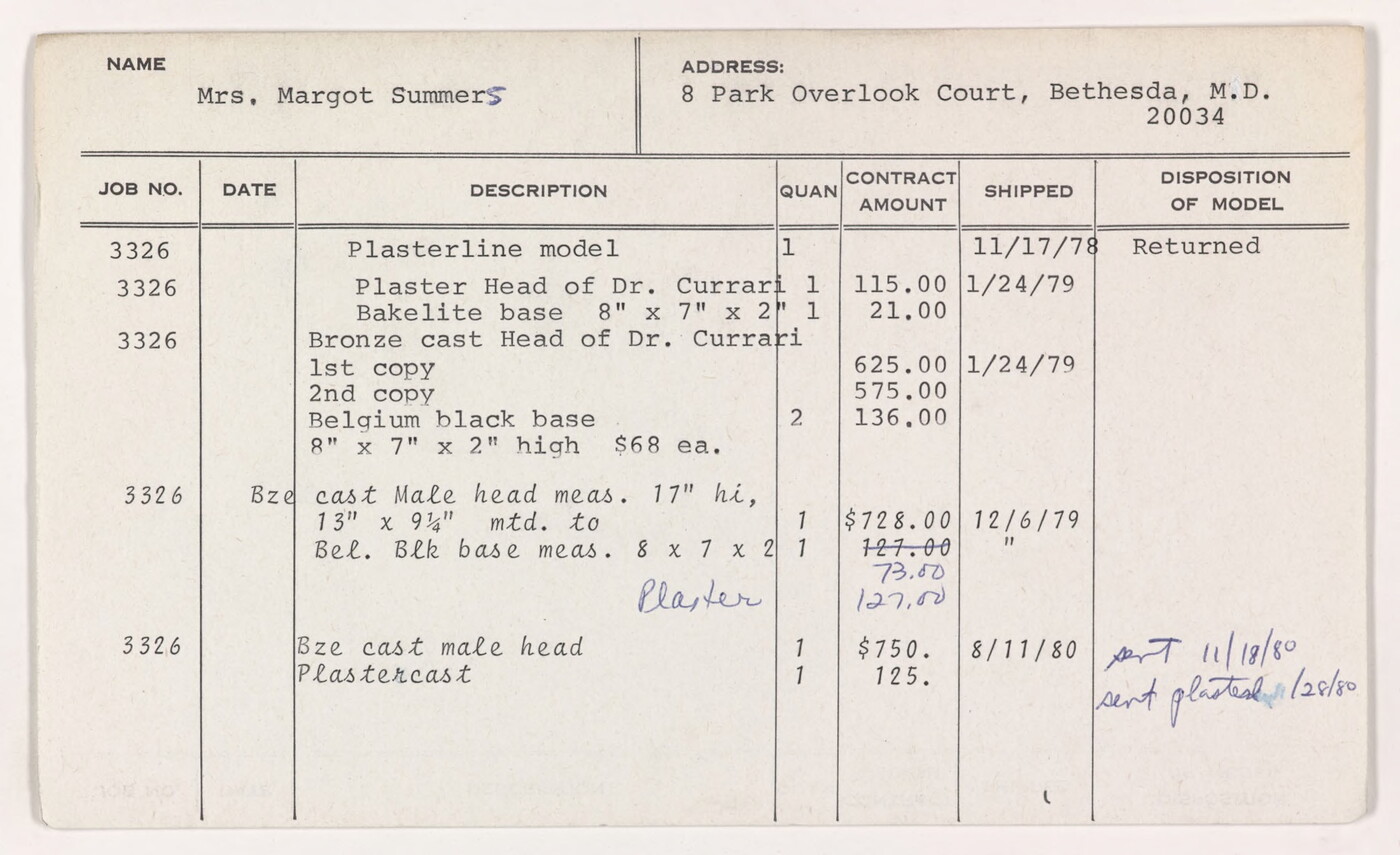 NAME
Mrs. Margot Summers
ADDRESS:
8 Park Overlook Court, Bethesda, M.D.
20034
JOB NO. DATE DESCRIPTION QUAN CONTRACT AMOUNT SHIPPED DISPOSITION OF MODEL
3326 Plasterline model 1 11/17/78 Returned
3326 Plaster Head of Dr. Currari 1 115.00 1/24/79
Bakelite base 8" x 7" x 2" 1 21.00
3326 Bronze cast Head of Dr. Currari
1st copy 625.00 1/24/79
2nd copy 575.00
Belgium black base 2 136.00
8" x 7" x 2" high $68 ea.
3326 Bze cast Male head meas. 17" hi,
13" x 9¼" mtd. to 1 $728.00 12/6/79
Bel. Blk base meas. 8 x 7 x 2 1 127.00 "
73.00
Plaster 127.00
3326 Bze cast male head 1 $750. 8/11/80 sent 11/18/80
Plastercast 1 125. sent /28/80